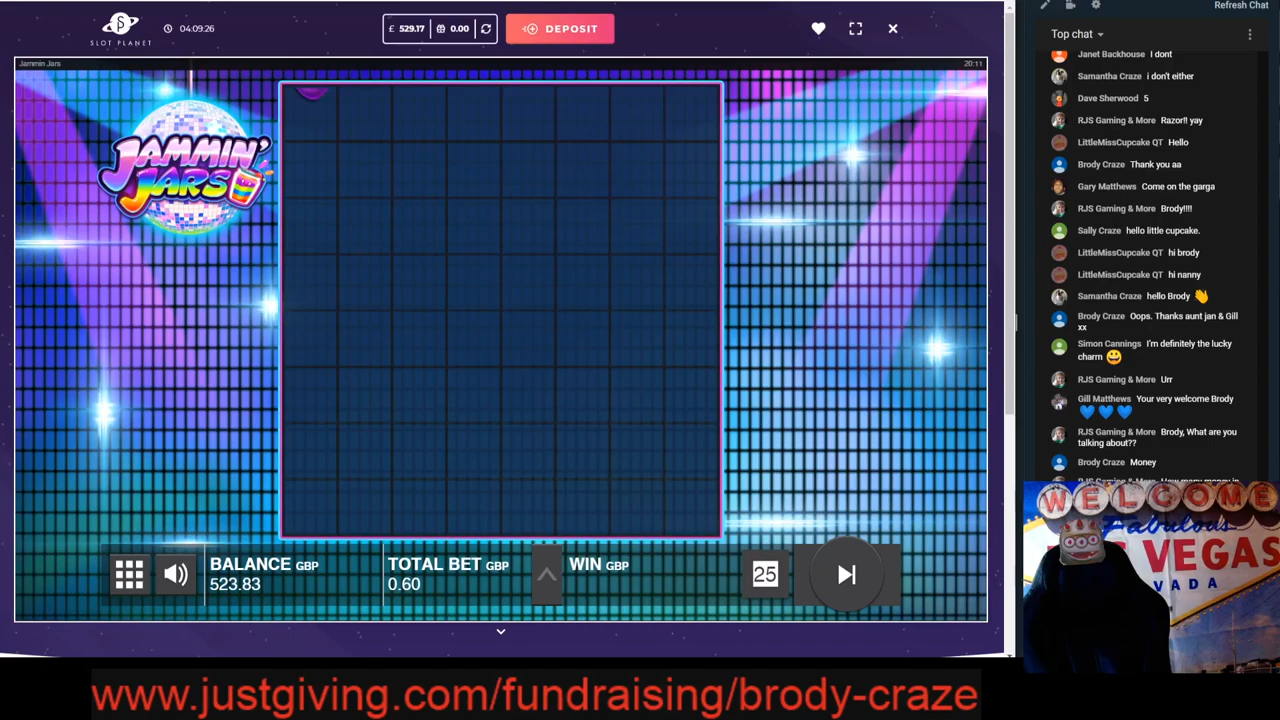 SLOT PLANET
04:09:26
£ 529.17
0.00
DEPOSIT
Jammin Jars
20:11
JAMMIN'
JARS
BALANCE GBP
523.83
TOTAL BET GBP
0.60
WIN GBP
25
Refresh Chat
Top chat
Janet Backhouse I dont
Samantha Craze i don't either
Dave Sherwood 5
RJS Gaming & More Razor!! yay
LittleMissCupcake QT Hello
Brody Craze Thank you aa
Gary Matthews Come on the garga
RJS Gaming & More Brody!!!!
Sally Craze hello little cupcake.
LittleMissCupcake QT hi brody
LittleMissCupcake QT hi nanny
Samantha Craze hello Brody 👋
Brody Craze Oops. Thanks aunt jan & Gill
xx
Simon Cannings I'm definitely the lucky
charm 😀
RJS Gaming & More Urr
Gill Matthews Your very welcome Brody
💙💙💙
RJS Gaming & More Brody, What are you
talking about??
Brody Craze Money
WELCOME
Fabulous
VEGAS
VADA
www.justgiving.com/fundraising/brody-craze